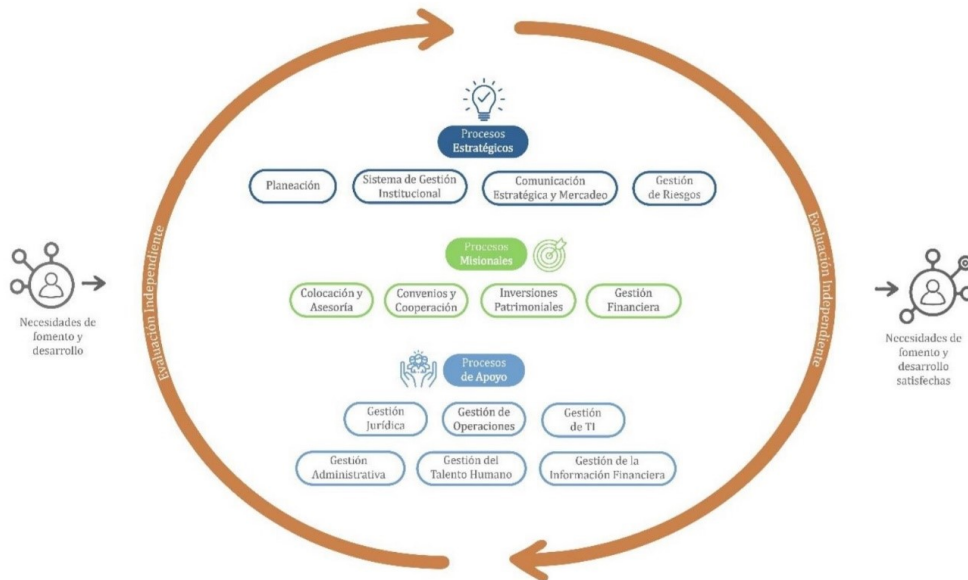 Procesos
Estratégicos
Planeación
Sistema de Gestión
Institucional
Comunicación
Estratégica y Mercadeo
Gestión
de Riesgos
Evaluación Independiente
Necesidades de
fomento y
desarrollo
Procesos
Misionales
Colocación y
Asesoría
Convenios y
Cooperación
Inversiones
Patrimoniales
Gestión
Financiera
Evaluación Independiente
Necesidades de
fomento y
desarrollo
satisfechas
Procesos
de Apoyo
Gestión
Jurídica
Gestión de
Operaciones
Gestión
de TI
Gestión
Administrativa
Gestión del
Talento Humano
Gestión de la
Información Financiera